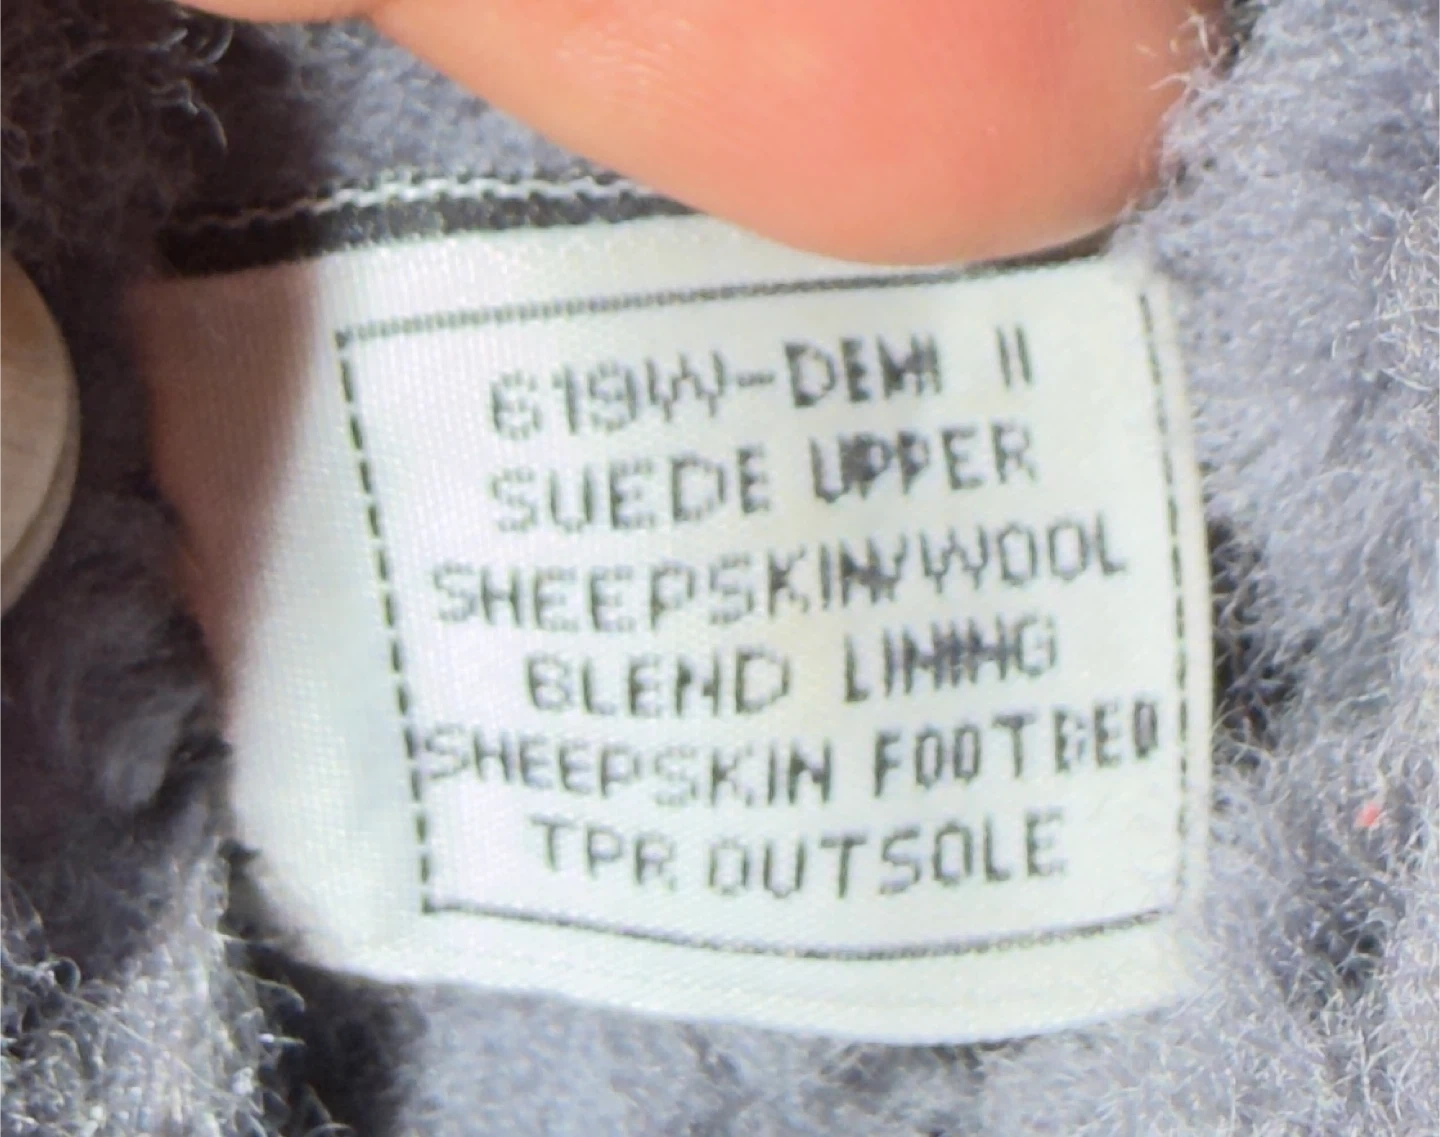 619W-DEMI II
SUEDE UPPER
SHEEPSKIN/WOOL
BLEND LINING
SHEEPSKIN FOOTBED
TPR OUTSOLE